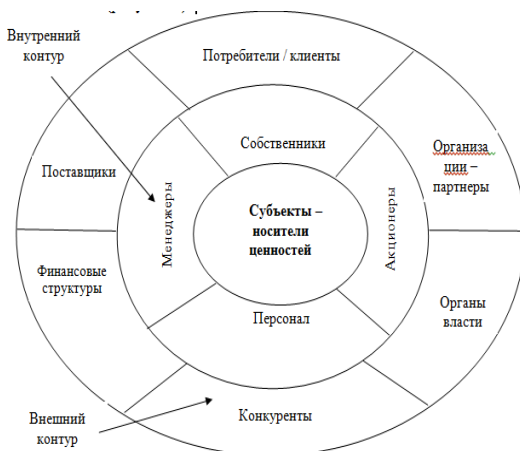 Внутренний
контур
Потребители / клиенты
Собственники
Организа
ции –
партнеры
Поставщики
Менеджеры
Акционеры
Субъекты –
носители
ценностей
Финансовые
структуры
Органы
власти
Персонал
Внешний
контур
Конкуренты